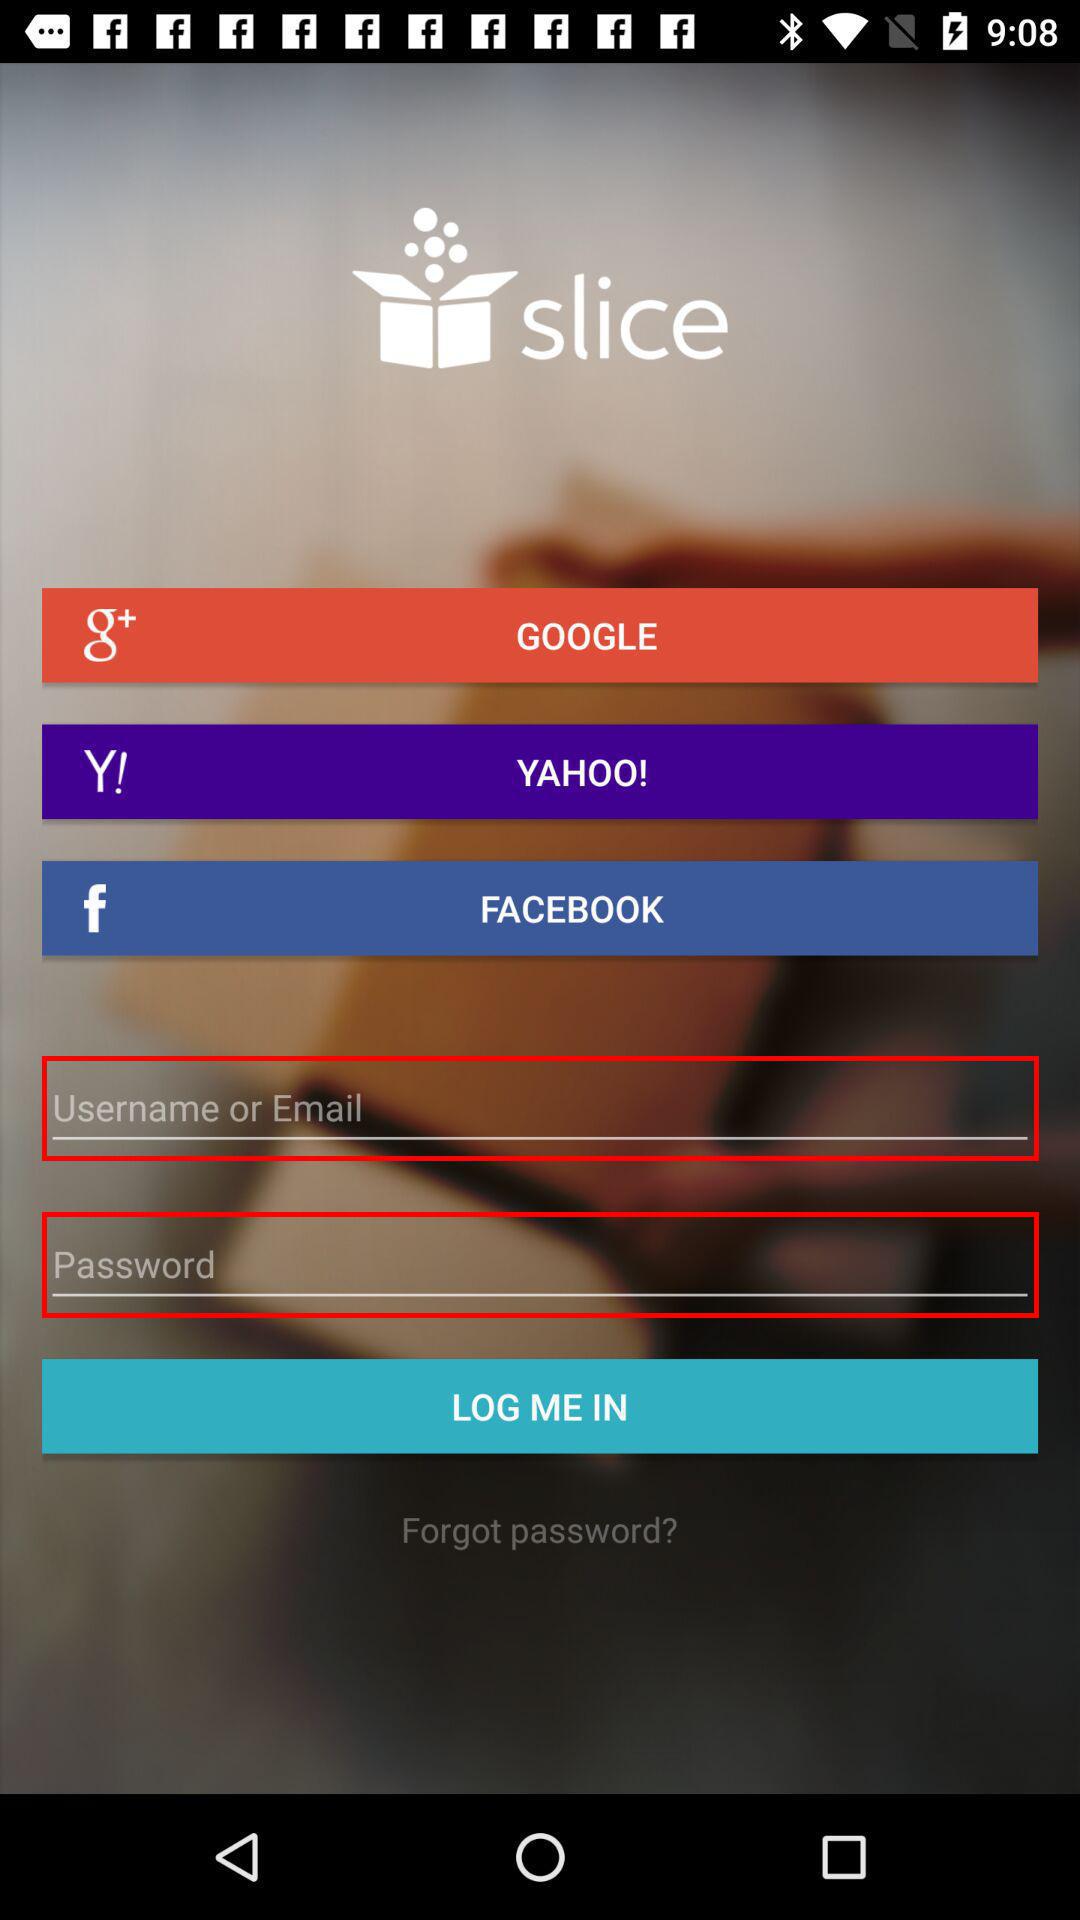 9:08
slice
g+ GOOGLE
Y! YAHOO!
f FACEBOOK
Username or Email
Password
LOG ME IN
Forgot password?